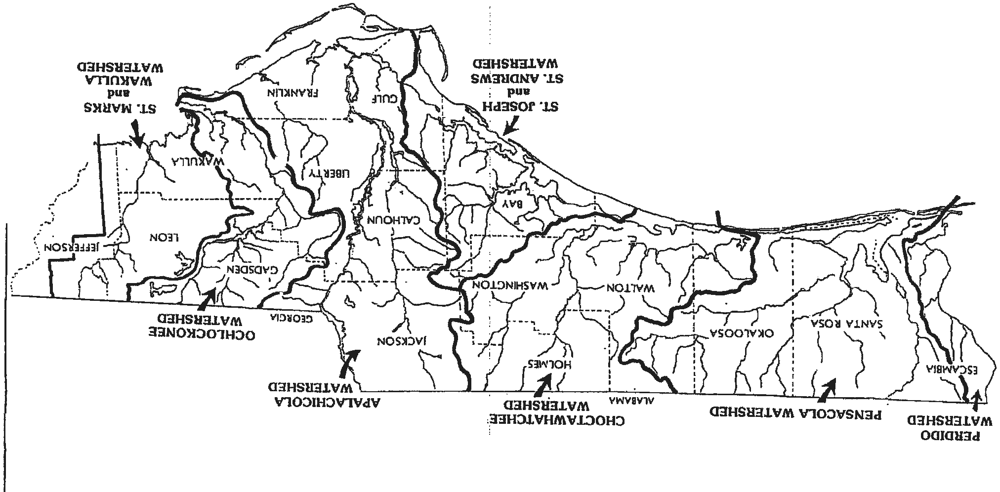 PERDIDO
WATERSHED
PENSACOLA WATERSHED
CHOCTAWHATCHEE
WATERSHED
ALABAMA
APALACHICOLA
WATERSHED
ESCAMBIA
SANTA ROSA
OKALOOSA
HOLMES
JACKSON
GEORGIA
OCHLOCKONEE
WATERSHED
WALTON
WASHINGTON
GADSDEN
JEFFERSON
LEON
CALHOUN
BAY
LIBERTY
WAKULLA
GULF
FRANKLIN
ST. JOSEPH
and
ST. ANDREWS
WATERSHED
ST. MARKS
and
WAKULLA
WATERSHED